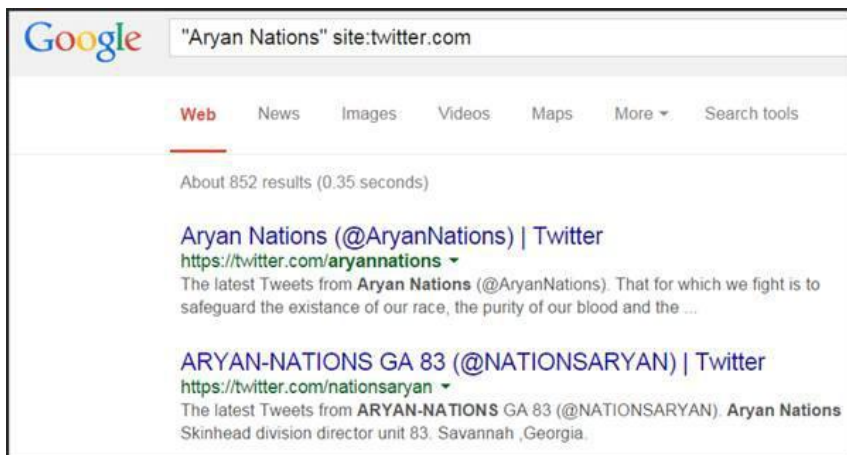 Google
"Aryan Nations" site:twitter.com
Web News Images Videos Maps More Search tools
About 852 results (0.35 seconds)
Aryan Nations (@AryanNations) | Twitter
https://twitter.com/aryannations
The latest Tweets from Aryan Nations (@AryanNations). That for which we fight is to
safeguard the existance of our race, the purity of our blood and the ...
ARYAN-NATIONS GA 83 (@NATIONSARYAN) | Twitter
https://twitter.com/nationsaryan
The latest Tweets from ARYAN-NATIONS GA 83 (@NATIONSARYAN). Aryan Nations
Skinhead division director unit 83. Savannah ,Georgia.